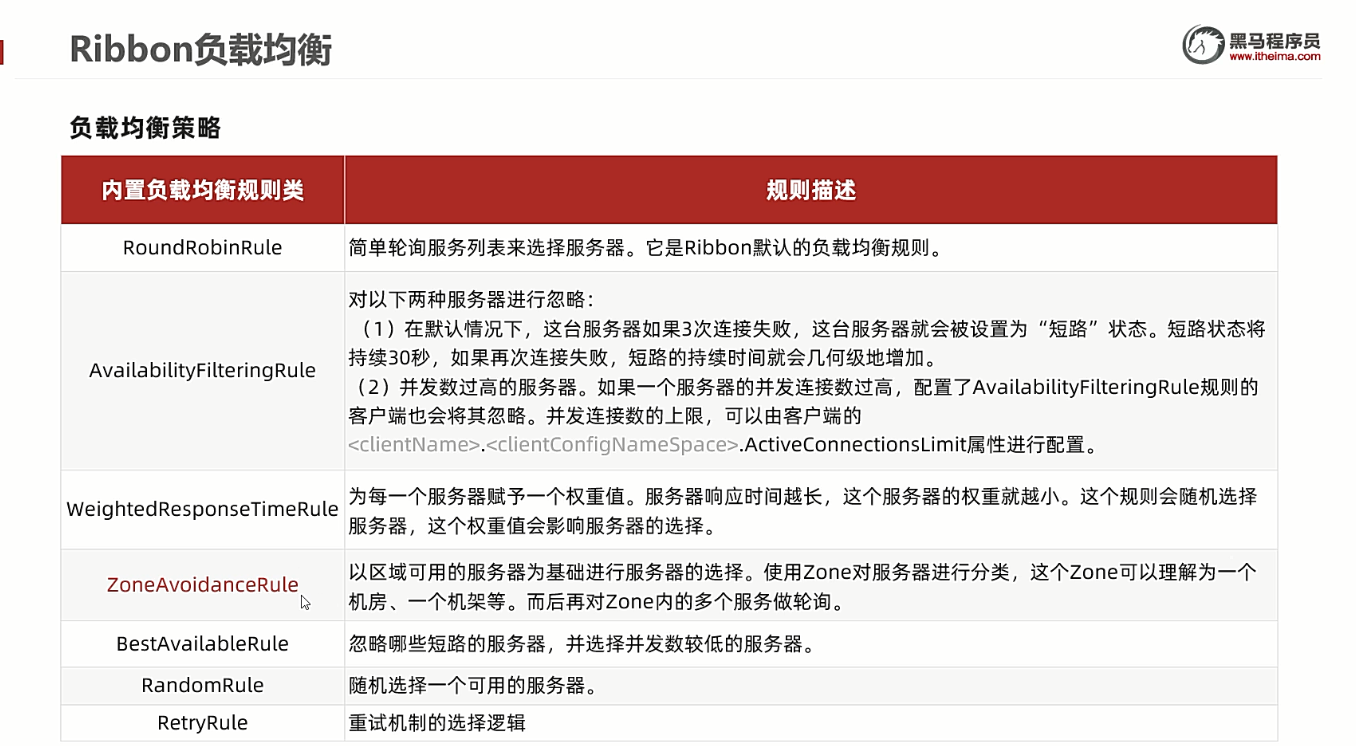 Ribbon负载均衡
黑马程序员
www.itheima.com
负载均衡策略
内置负载均衡规则类
规则描述
RoundRobinRule
简单轮询服务列表来选择服务器。它是Ribbon默认的负载均衡规则。
AvailabilityFilteringRule
对以下两种服务器进行忽略：
（1）在默认情况下，这台服务器如果3次连接失败，这台服务器就会被设置为“短路”状态。短路状态将
持续30秒，如果再次连接失败，短路的持续时间就会几何级地增加。
（2）并发数过高的服务器。如果一个服务器的并发连接数过高，配置了AvailabilityFilteringRule规则的
客户端也会将其忽略。并发连接数的上限，可以由客户端的
<clientName>.<clientConfigNameSpace>.ActiveConnectionsLimit属性进行配置。
WeightedResponseTimeRule
为每一个服务器赋予一个权重值。服务器响应时间越长，这个服务器的权重就越小。这个规则会随机选择
服务器，这个权重值会影响服务器的选择。
ZoneAvoidanceRule
以区域可用的服务器为基础进行服务器的选择。使用Zone对服务器进行分类，这个Zone可以理解为一个
机房、一个机架等。而后再对Zone内的多个服务做轮询。
BestAvailableRule
忽略哪些短路的服务器，并选择并发数较低的服务器。
RandomRule
随机选择一个可用的服务器。
RetryRule
重试机制的选择逻辑